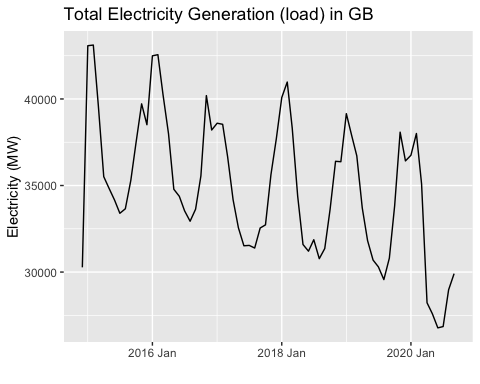 Total Electricity Generation (load) in GB
Electricity (MW)
40000
35000
30000
2016 Jan
2018 Jan
2020 Jan